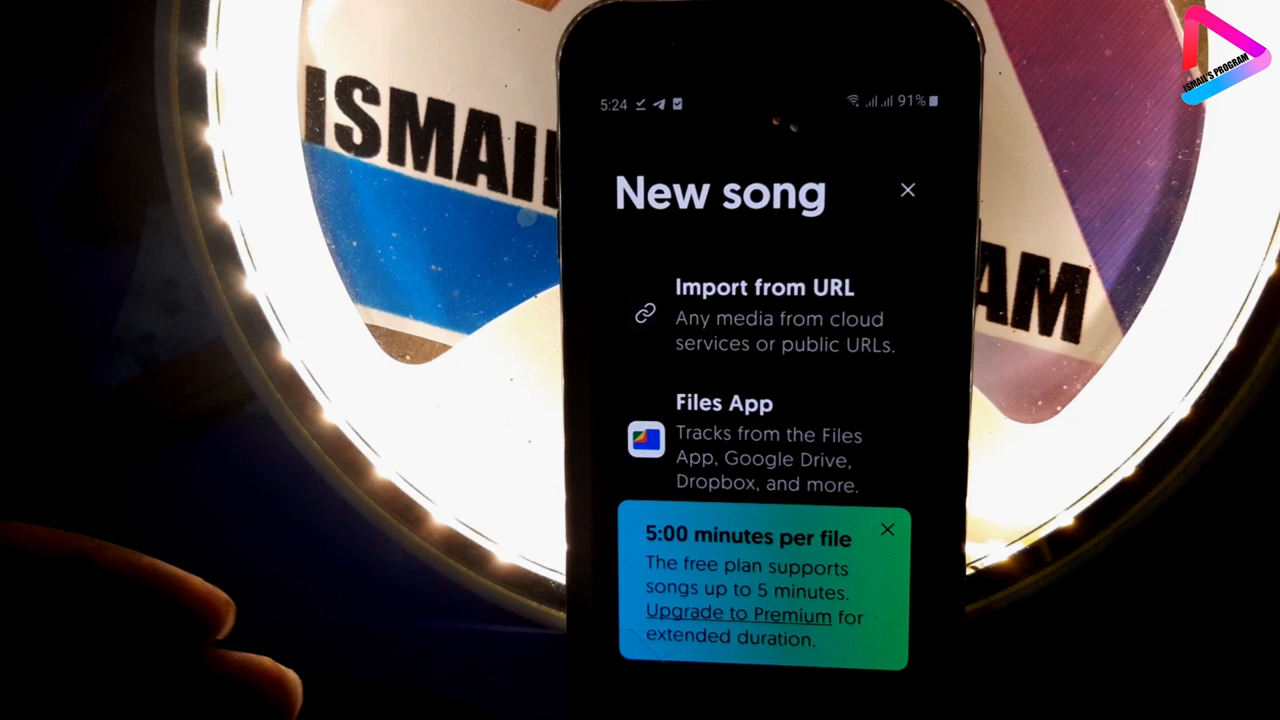 ISMAIL'S PROGRAM
ISMAI
AM
5:24
91%
New song
Import from URL
Any media from cloud
services or public URLs.
Files App
Tracks from the Files
App, Google Drive,
Dropbox, and more.
5:00 minutes per file
The free plan supports
songs up to 5 minutes.
Upgrade to Premium for
extended duration.